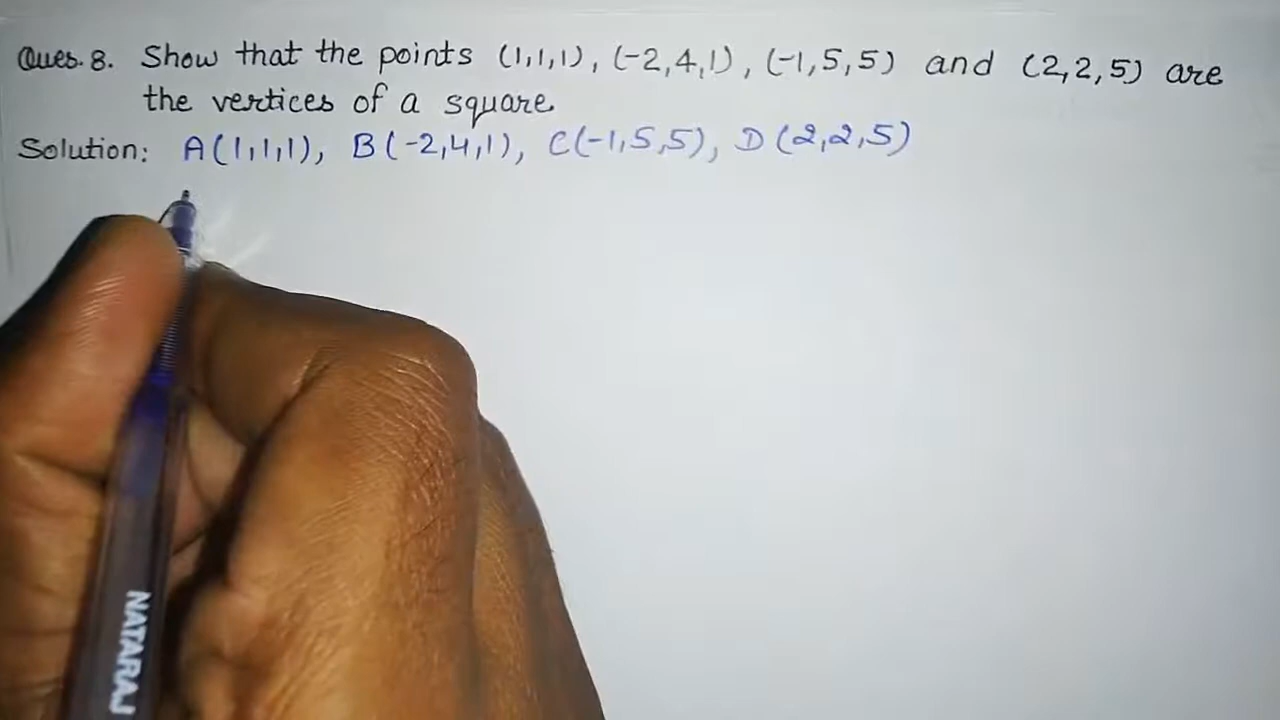 Ques. 8. Show that the points (1,1,1), (-2,4,1), (-1,5,5) and (2,2,5) are
the vertices of a square.
Solution: A(1,1,1), B(-2,4,1), C(-1,5,5), D(2,2,5)
NATARAJ